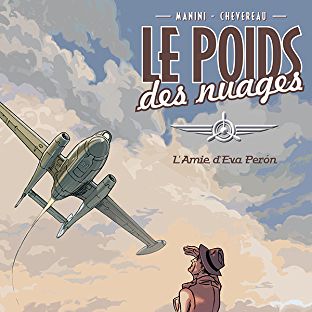 MANINI - CHEVEREAU
LE POIDS
des nuages
L'Amie d'Eva Perón